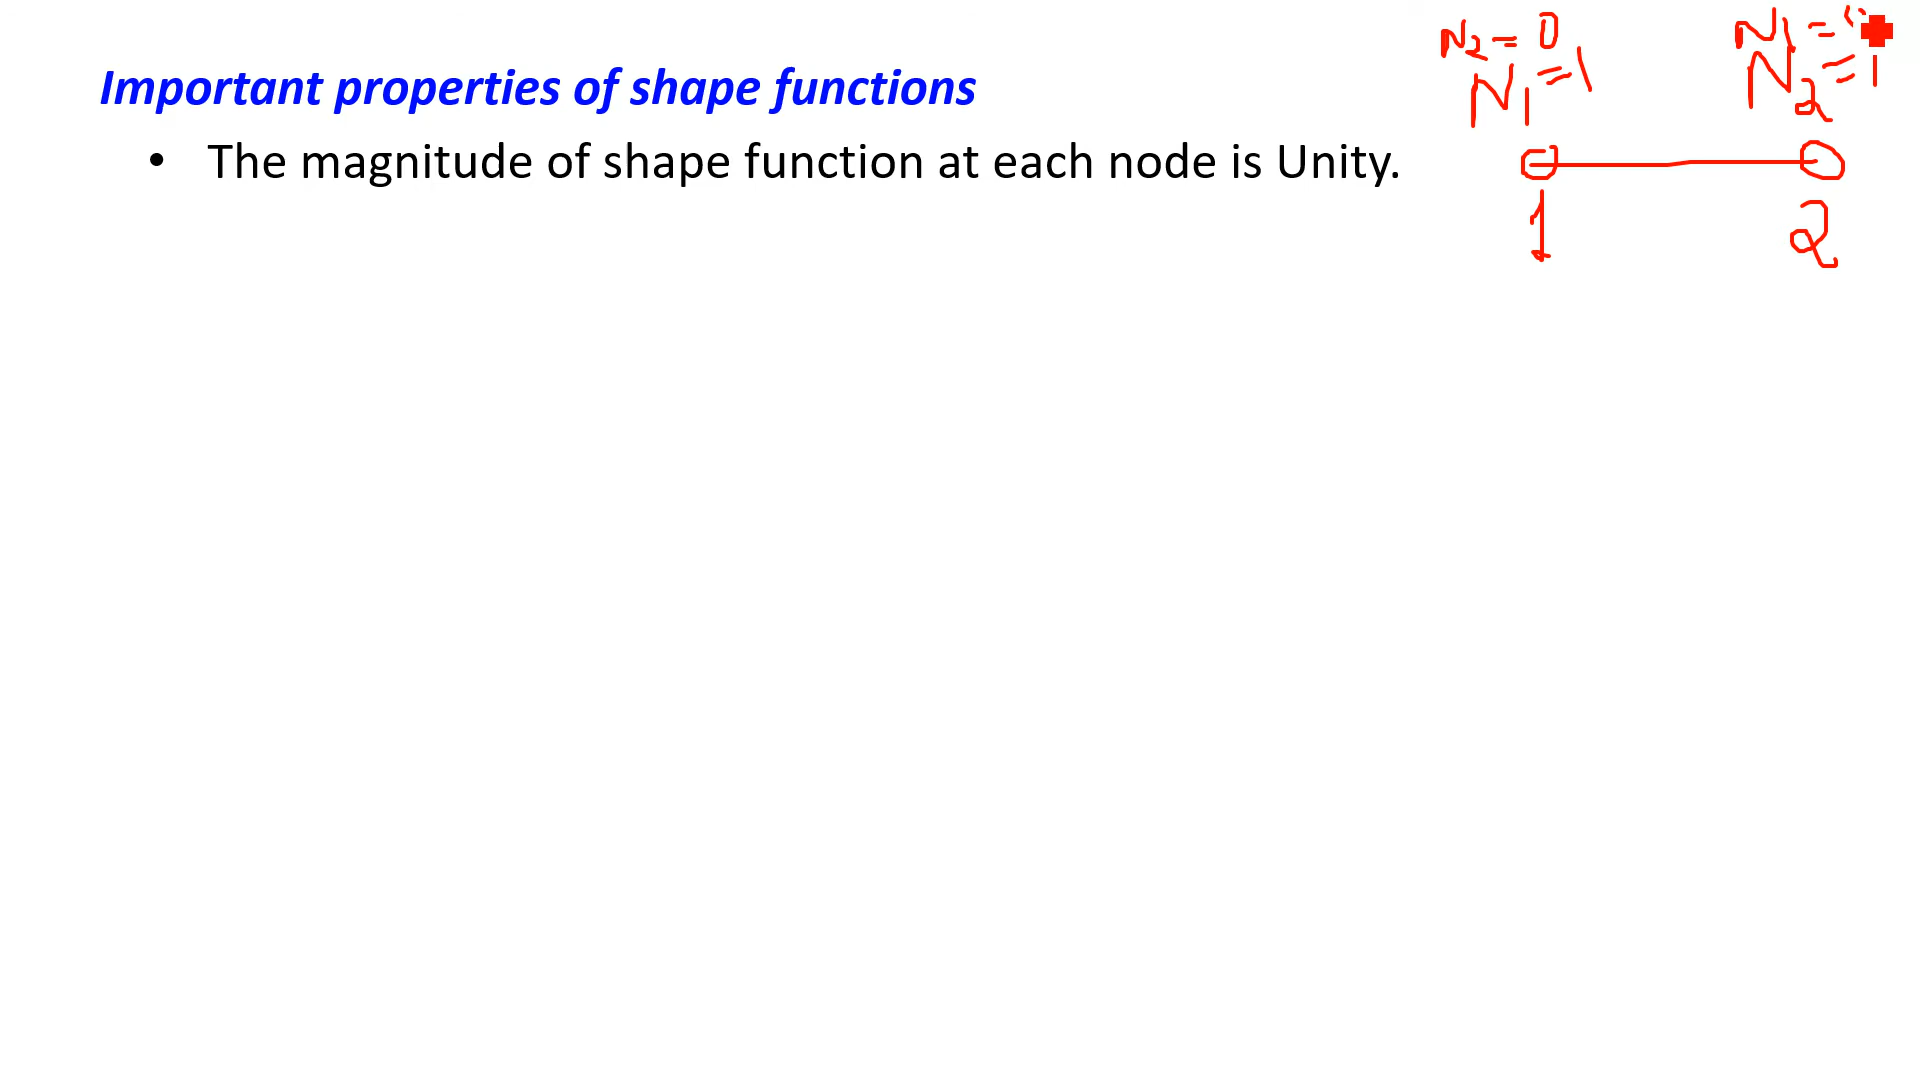 Important properties of shape functions
• The magnitude of shape function at each node is Unity.
N2 = 0
N1 = 1
N1 =
N2 = 1
1
2